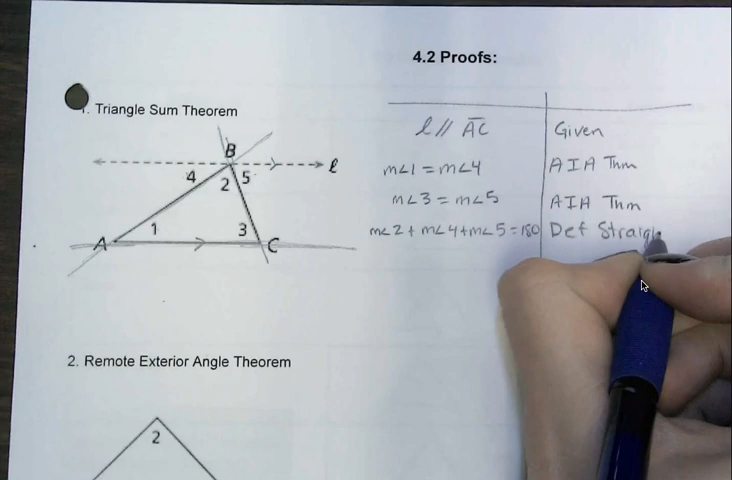 4.2 Proofs:
1. Triangle Sum Theorem
B
ℓ
4
2
5
A
1
3
C
ℓ // AC
Given
m∠1 = m∠4
AIA Thm
m∠3 = m∠5
AIA Thm
m∠2 + m∠4 + m∠5 = 180
Def Straig
2. Remote Exterior Angle Theorem
2